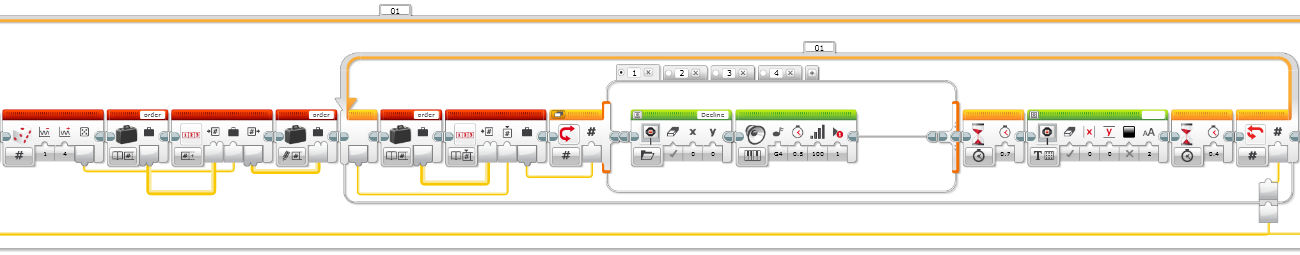 01
01
1 2 3 4 +
order order order Decline
# x y # x y AA #
# 1 4 # 0 0 G4 0.5 100 1 0.7 T 0 0 2 0.4 #